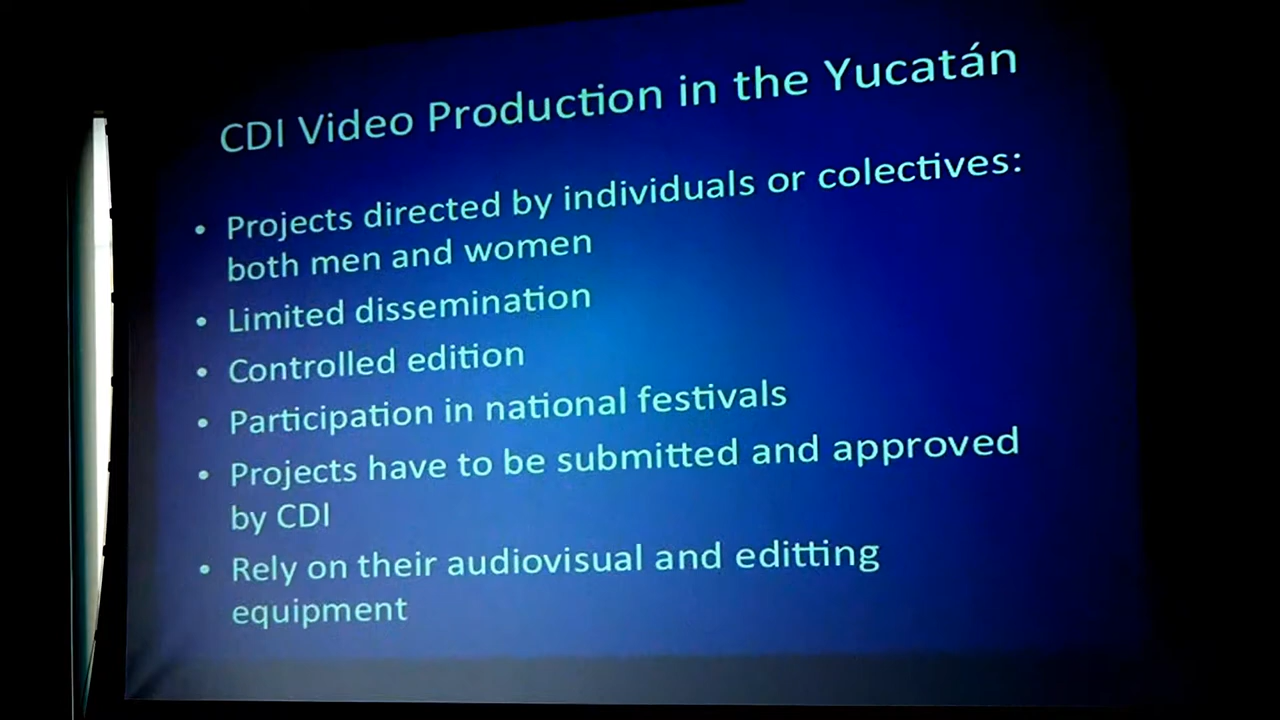 CDI Video Production in the Yucatán
• Projects directed by individuals or colectives:
both men and women
• Limited dissemination
• Controlled edition
• Participation in national festivals
• Projects have to be submitted and approved
by CDI
• Rely on their audiovisual and editting
equipment